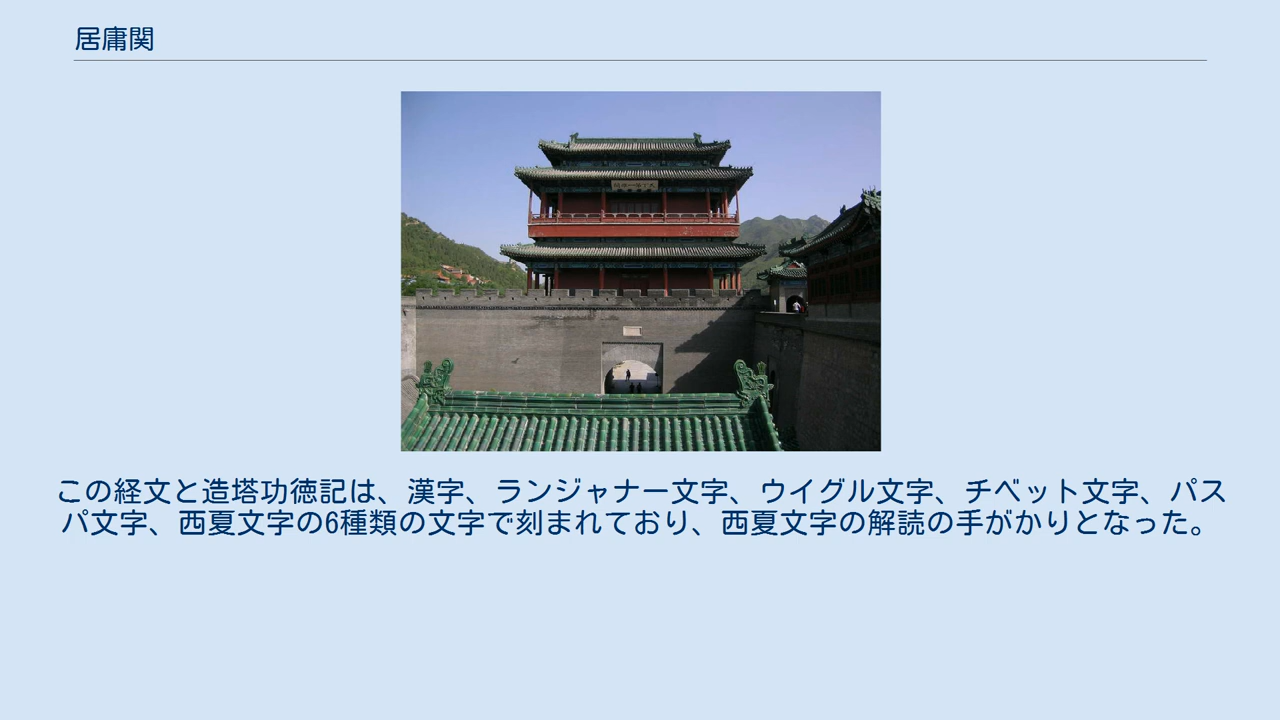 居庸関
この経文と造塔功徳記は、漢字、ランジャナー文字、ウイグル文字、チベット文字、パス
パ文字、西夏文字の6種類の文字で刻まれており、西夏文字の解読の手がかりとなった。